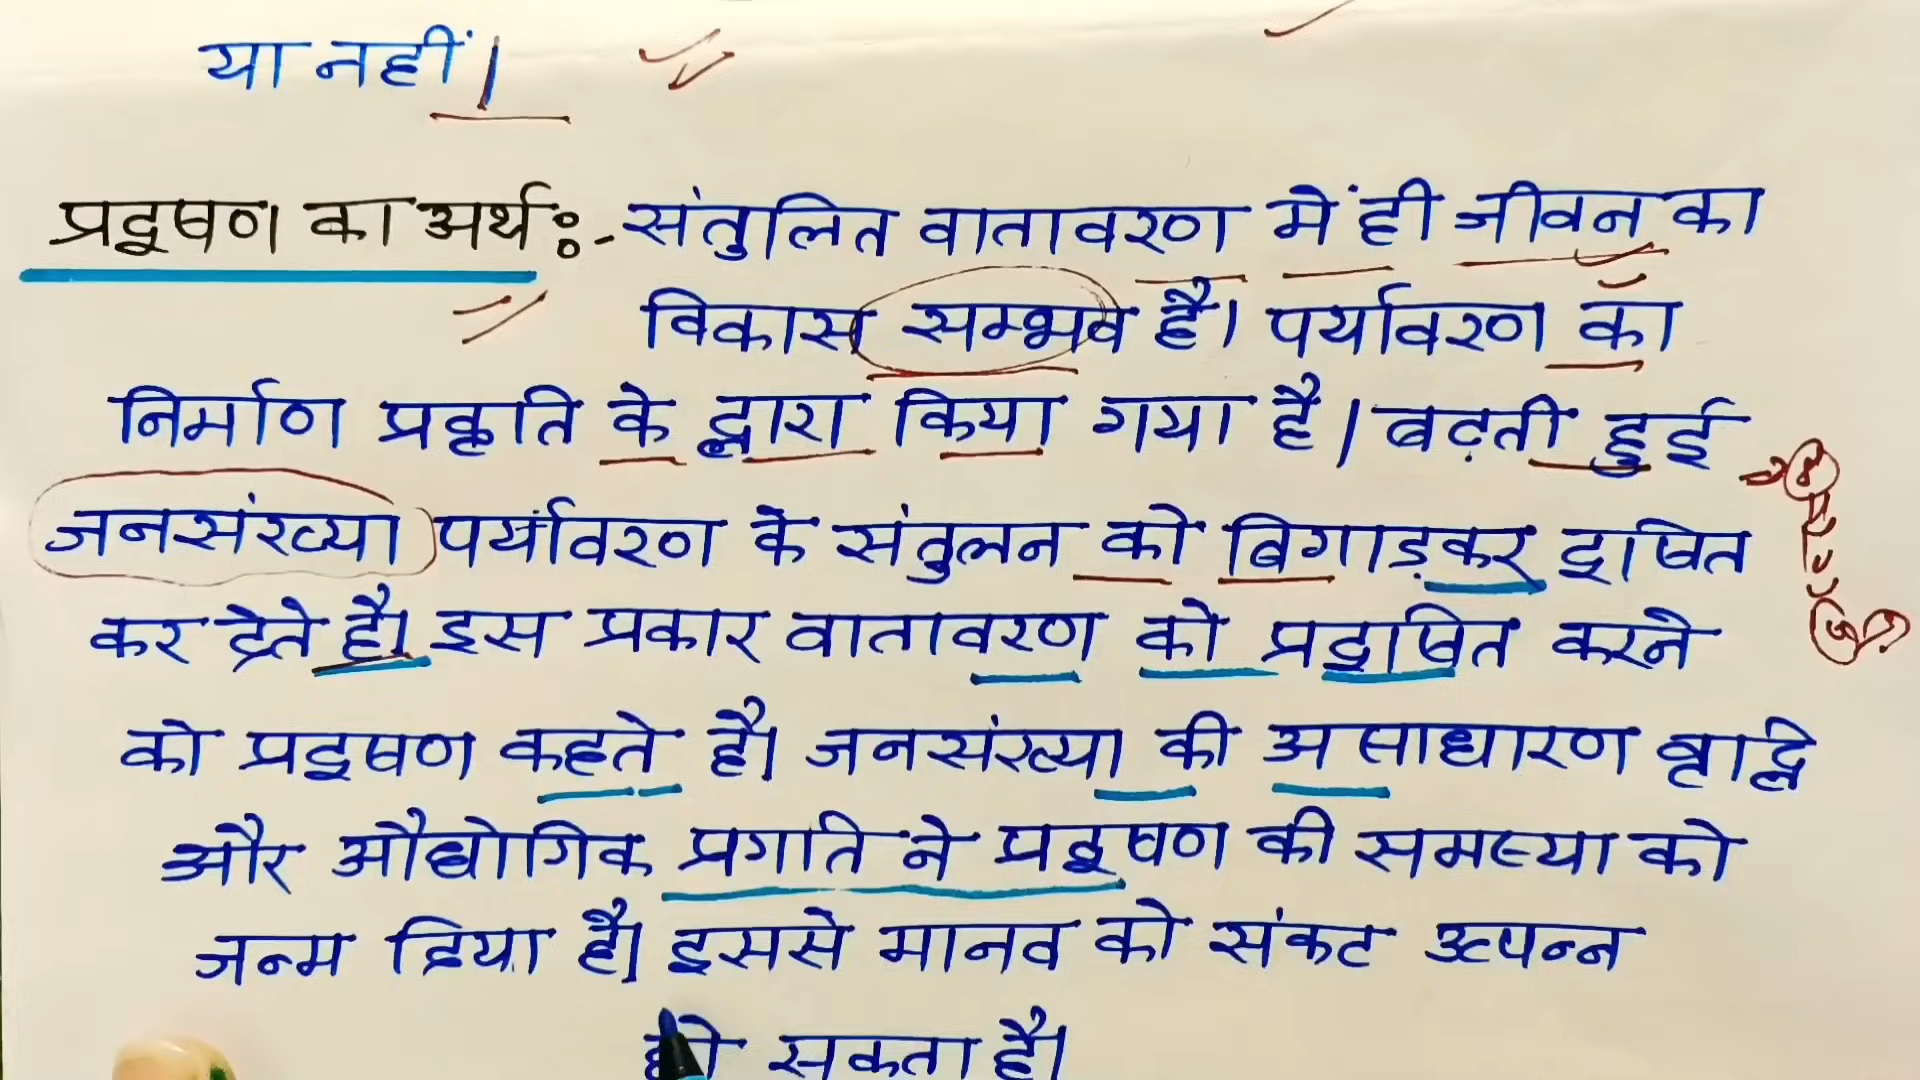 या नहीं।
प्रदूषण का अर्थ:- संतुलित वातावरण में ही जीवन का
विकास सम्भव है। पर्यावरण का
निर्माण प्रकृति के द्वारा किया गया है। बढ़ती हुई
जनसंख्या पर्यावरण के संतुलन को बिगाड़कर दूषित
कर देते है। इस प्रकार वातावरण को प्रदूषित करने
को प्रदूषण कहते है। जनसंख्या की असाधारण वृद्धि
और औद्योगिक प्रगति ने प्रदूषण की समस्या को
जन्म दिया है। इससे मानव को संकट उत्पन्न
हो सकता है।